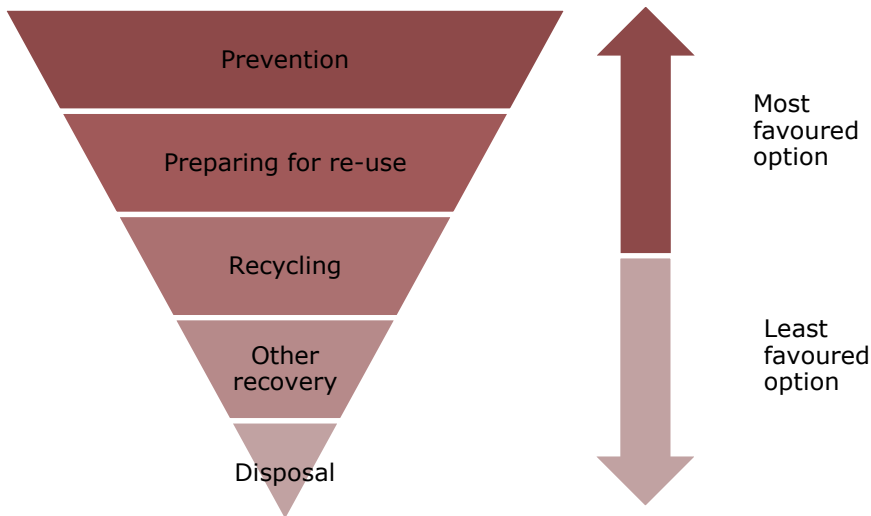 Prevention
Preparing for re-use
Recycling
Other
recovery
Disposal
Most
favoured
option
Least
favoured
option